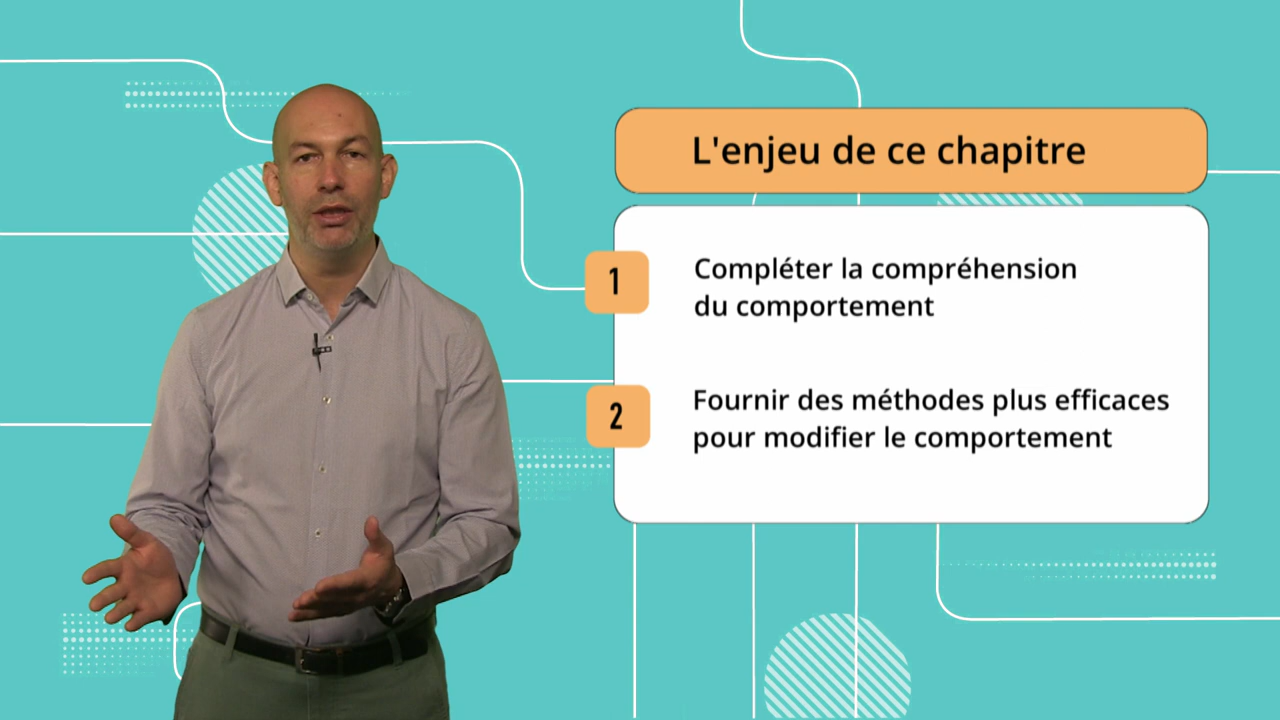 L'enjeu de ce chapitre
1
Compléter la compréhension
du comportement
2
Fournir des méthodes plus efficaces
pour modifier le comportement